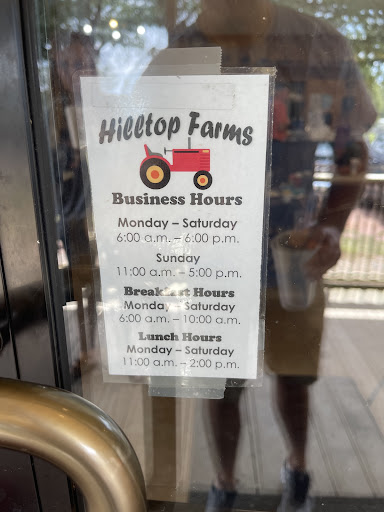 Hilltop Farms
Business Hours
Monday – Saturday
6:00 a.m. – 6:00 p.m.
Sunday
11:00 a.m. – 5:00 p.m.
Breakfast Hours
Monday – Saturday
6:00 a.m. – 10:00 a.m.
Lunch Hours
Monday – Saturday
11:00 a.m. – 2:00 p.m.